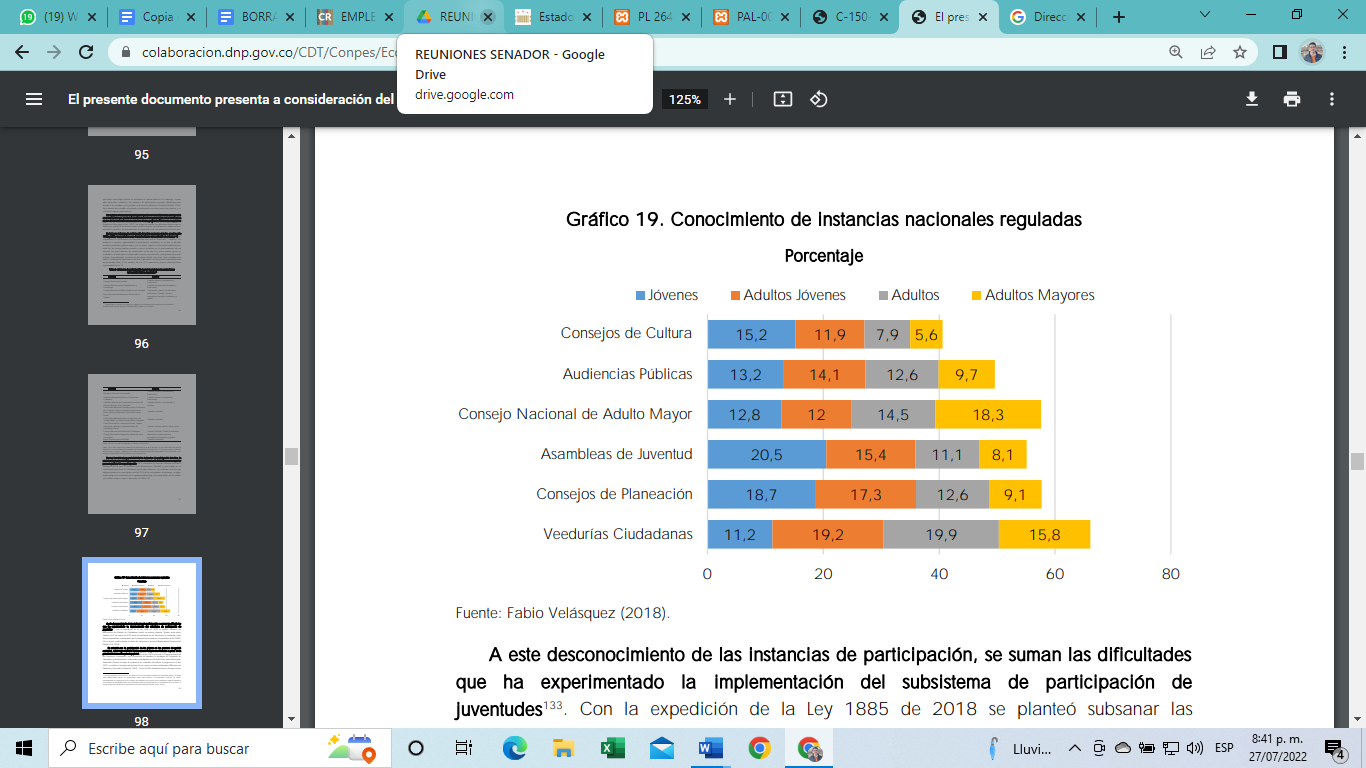 (19) W
Copia
BORRA
EMPLE
REUNI
Estado
PL 264
PAL-00
C-150-
El pres
Direcc
colaboracion.dnp.gov.co/CDT/Conpes/Eco
REUNIONES SENADOR - Google
Drive
drive.google.com
El presente documento presenta a consideración del
125%
95
96
97
98
Gráfico 19. Conocimiento de instancias nacionales reguladas
Porcentaje
Jóvenes Adultos Jóvenes Adultos Adultos Mayores
Consejos de Cultura 15,2 11,9 7,9 5,6
Audiencias Públicas 13,2 14,1 12,6 9,7
Consejo Nacional de Adulto Mayor 12,8 12 14,5 18,3
Asambleas de Juventud 20,5 15,4 11,1 8,1
Consejos de Planeación 18,7 17,3 12,6 9,1
Veedurías Ciudadanas 11,2 19,2 19,9 15,8
0 20 40 60 80
Fuente: Fabio Velásquez (2018).
A este desconocimiento de las instancias de participación, se suman las dificultades
que ha experimentado la implementación del subsistema de participación de
juventudes133. Con la expedición de la Ley 1885 de 2018 se planteó subsanar las
Escribe aquí para buscar
Lluvi...
ESP
8:41 p. m.
27/07/2022
4